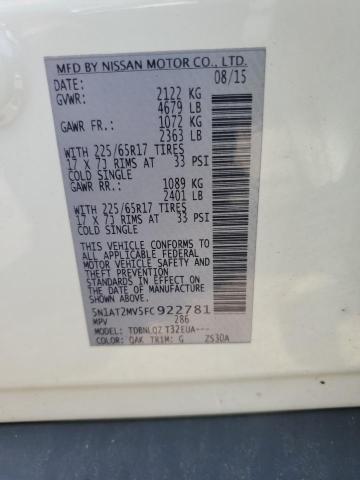 MFD BY NISSAN MOTOR CO., LTD.
DATE: 08/15
GVWR: 2122 KG
4679 LB
GAWR FR.: 1072 KG
2363 LB
WITH 225/65R17 TIRES
17 X 7J RIMS AT 33 PSI
COLD SINGLE
GAWR RR.: 1089 KG
2401 LB
WITH 225/65R17 TIRES
17 X 7J RIMS AT 33 PSI
COLD SINGLE
THIS VEHICLE CONFORMS
TO ALL APPLICABLE FEDERAL
MOTOR VEHICLE SAFETY
STANDARDS IN EFFECT ON
THE DATE OF MANUFACTURE
SHOWN ABOVE.
5N1AT2MV5FC922781
MPV 286
MODEL: TDBNLQZ T32EUA---
COLOR: QAK TRIM: G ZS30A